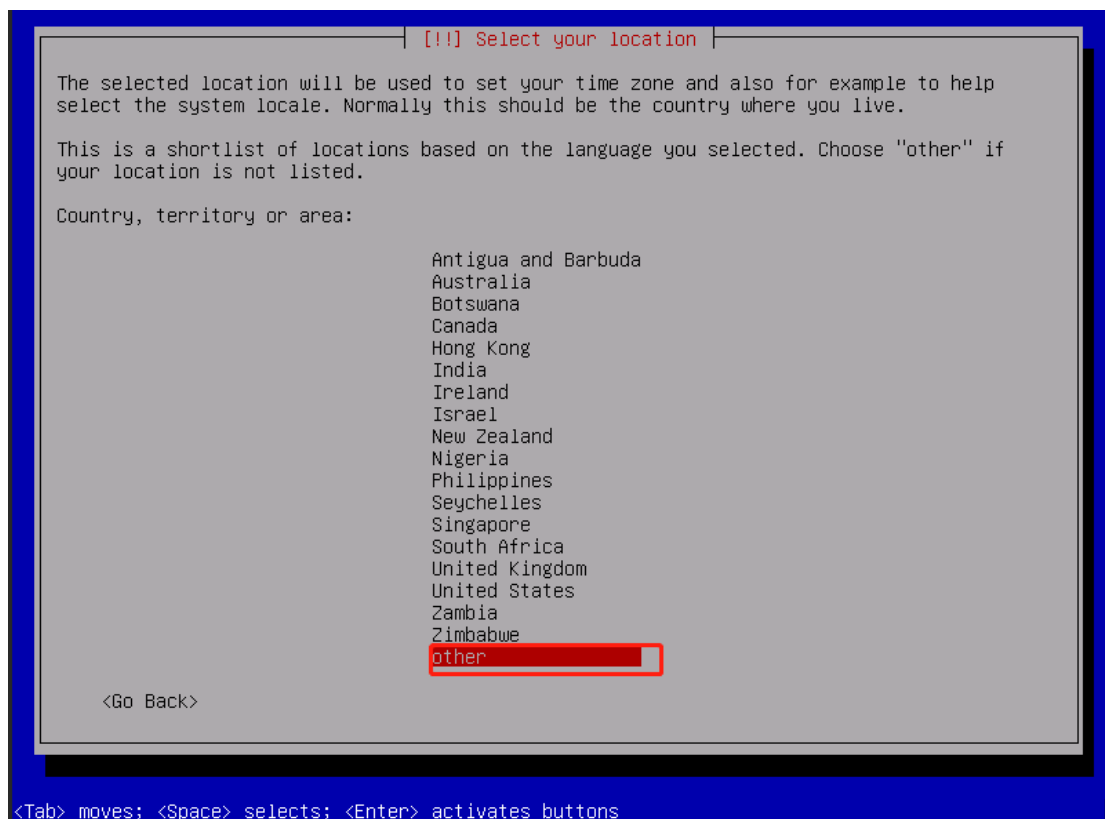 [!!] Select your location
The selected location will be used to set your time zone and also for example to help
select the system locale. Normally this should be the country where you live.
This is a shortlist of locations based on the language you selected. Choose "other" if
your location is not listed.
Country, territory or area:
Antigua and Barbuda
Australia
Botswana
Canada
Hong Kong
India
Ireland
Israel
New Zealand
Nigeria
Philippines
Seychelles
Singapore
South Africa
United Kingdom
United States
Zambia
Zimbabwe
other
<Go Back>
<Tab> moves; <Space> selects; <Enter> activates buttons